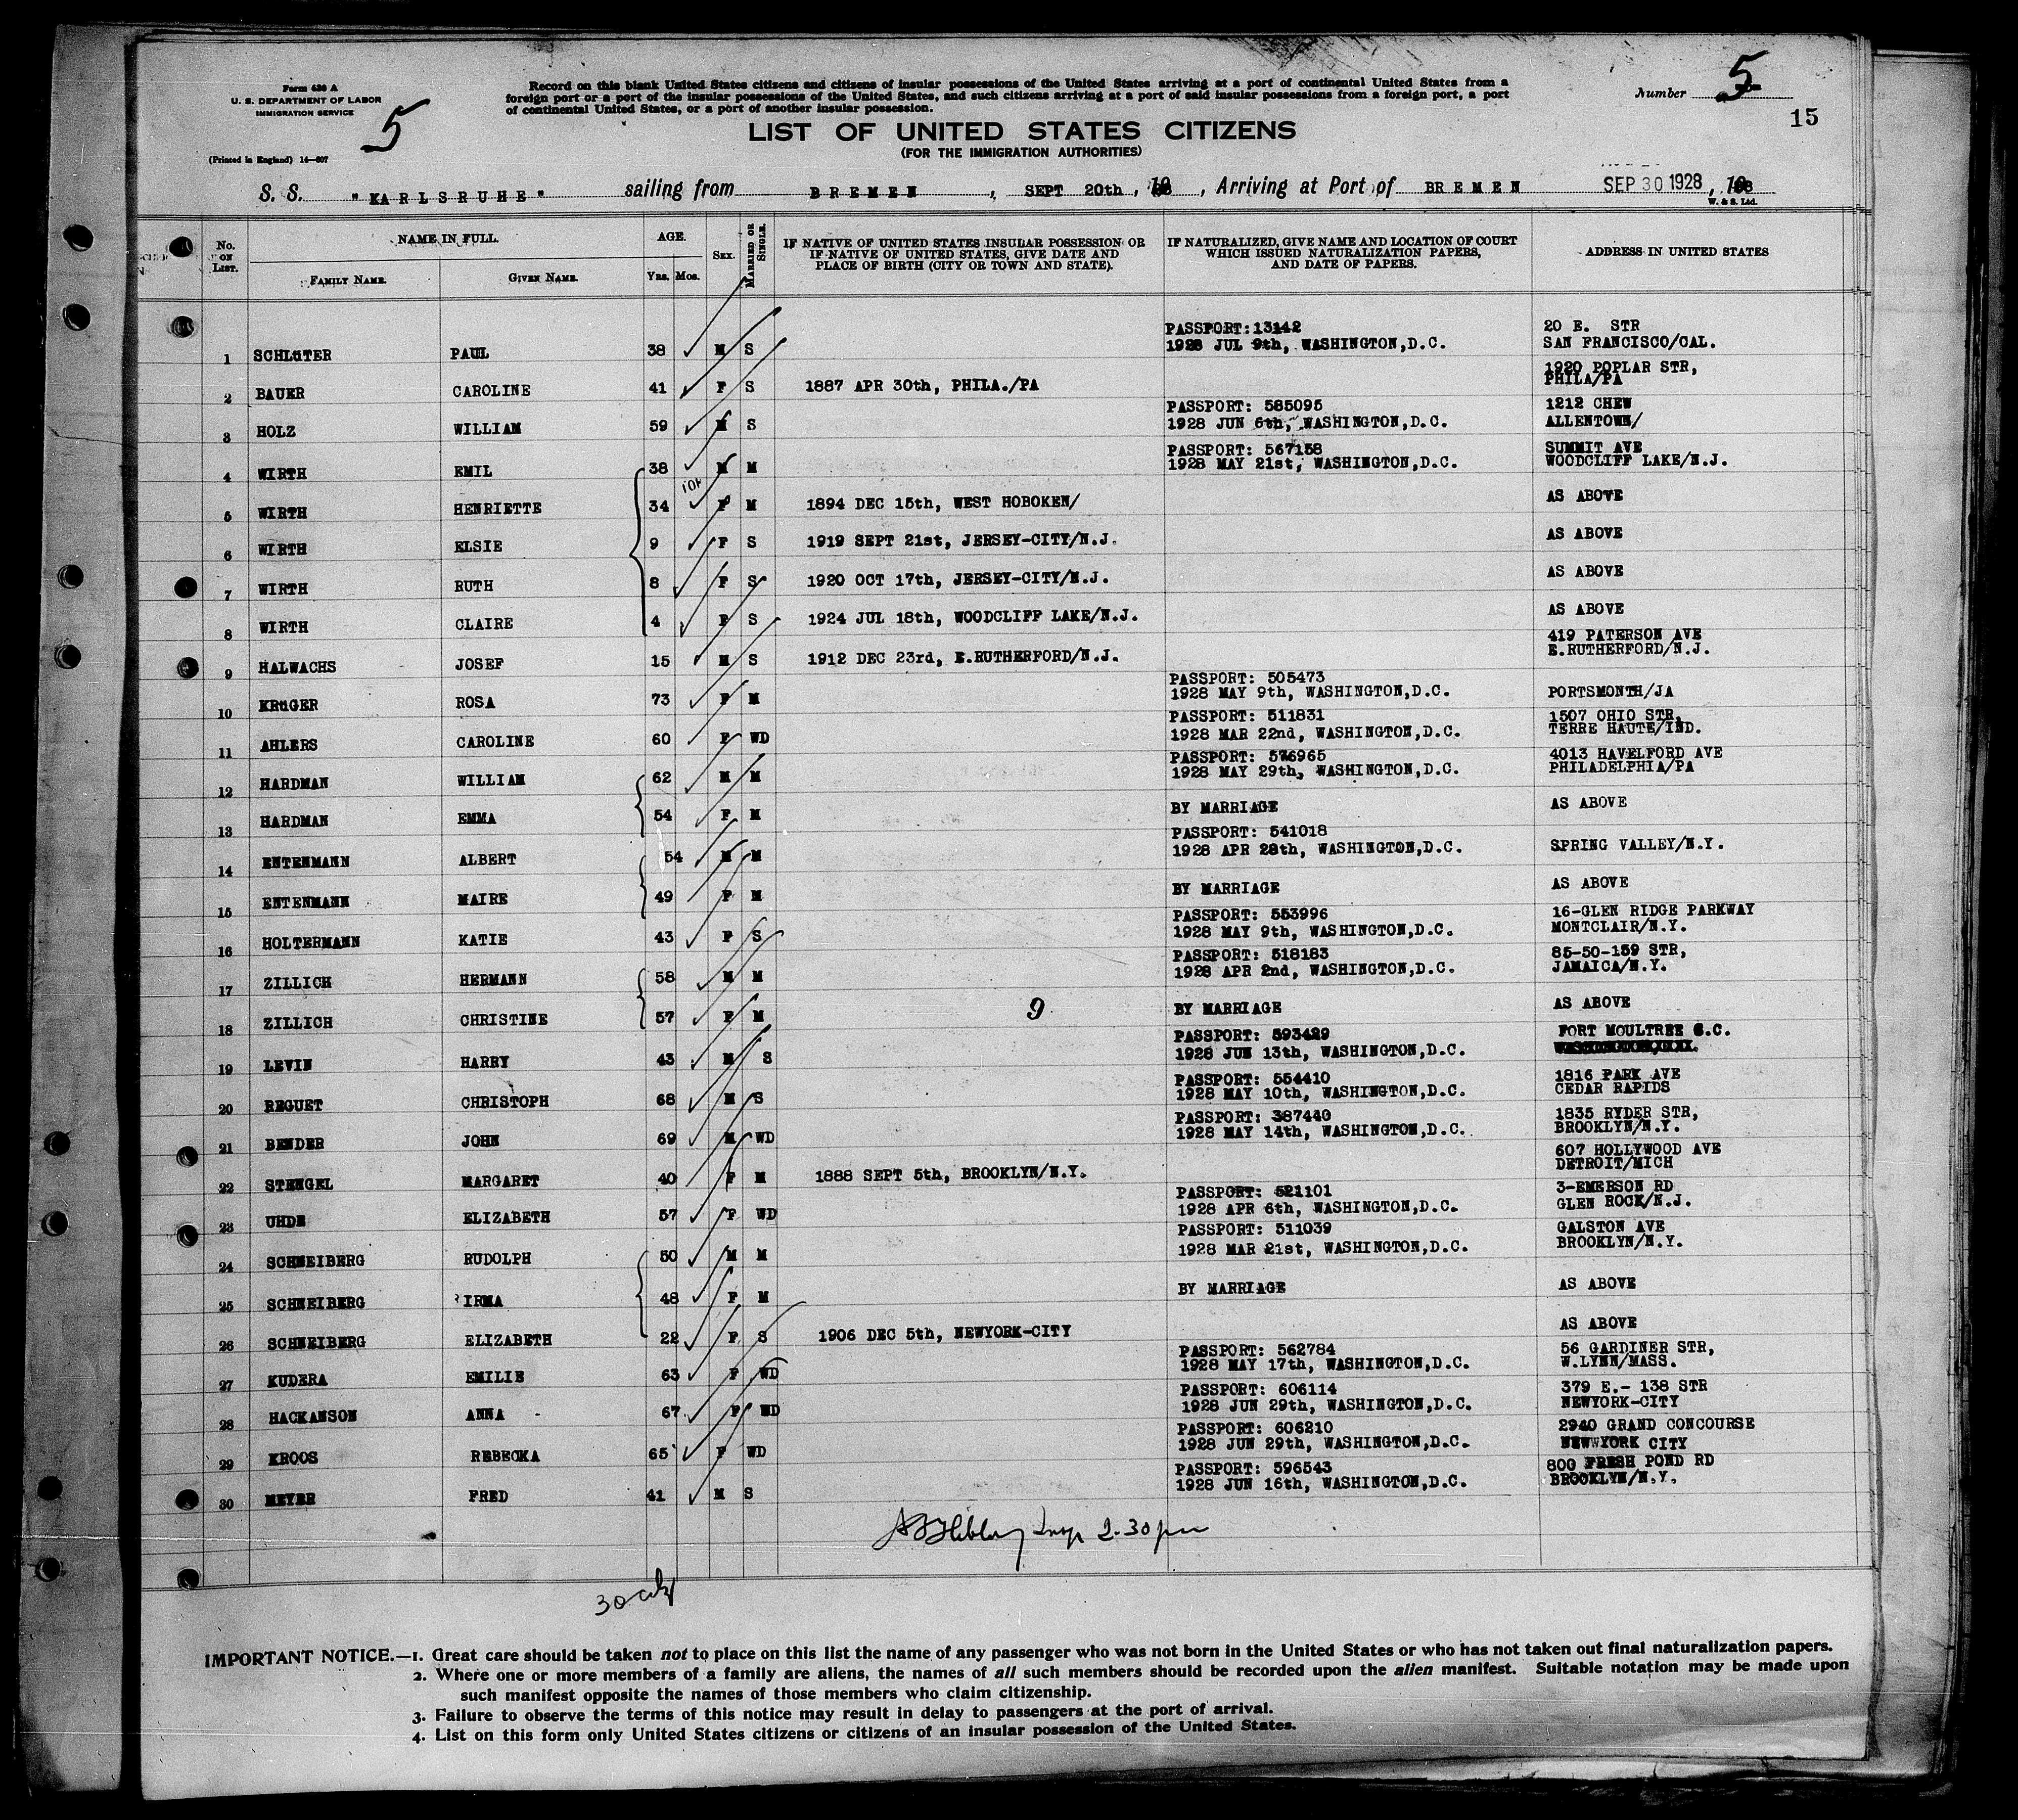 Form 430 A
U. S. DEPARTMENT OF LABOR
IMMIGRATION SERVICE
(Printed in England) 14—607
5
Record on this blank United States citizens and citizens of insular possessions of the United States arriving at a port of continental United States from a
foreign port or a port of the insular possessions of the United States, and such citizens arriving at a port of said insular possessions from a foreign port, a port
of continental United States, or a port of another insular possession.
Number 5
15
LIST OF UNITED STATES CITIZENS
(FOR THE IMMIGRATION AUTHORITIES)
S. S. "KARLSRUHE" sailing from BREMEN, SEPT 20th, 19, Arriving at Port of BREMEN SEP 30 1928, 19
W. & S. Ltd.
No. ON LIST. NAME IN FULL. FAMILY NAME. GIVEN NAME. AGE. YRS. MOS. SEX. MARRIED OR SINGLE. IF NATIVE OF UNITED STATES INSULAR POSSESSION OR IF NATIVE OF UNITED STATES, GIVE DATE AND PLACE OF BIRTH (CITY OR TOWN AND STATE). IF NATURALIZED, GIVE NAME AND LOCATION OF COURT WHICH ISSUED NATURALIZATION PAPERS, AND DATE OF PAPERS. ADDRESS IN UNITED STATES
1 SCHLüTER PAUL 38 M S PASSPORT: 13142 1928 JUL 9th, WASHINGTON,D.C. 20 E. STR SAN FRANCISCO/CAL.
2 BAUER CAROLINE 41 F S 1887 APR 30th, PHILA./PA 1920 POPLAR STR, PHILA/PA
3 HOLZ WILLIAM 59 M S PASSPORT: 585095 1928 JUN 6th, WASHINGTON,D.C. 1212 CHEW ALLENTOWN/
4 WIRTH EMIL 38 M M PASSPORT: 567158 1928 MAY 21st, WASHINGTON,D.C. SUMMIT AVE WOODCLIFF LAKE/N.J.
5 WIRTH HENRIETTE 34 F M 1894 DEC 15th, WEST HOBOKEN/ AS ABOVE
6 WIRTH ELSIE 9 F S 1919 SEPT 21st, JERSEY-CITY/N.J. AS ABOVE
7 WIRTH RUTH 8 F S 1920 OCT 17th, JERSEY-CITY/N.J. AS ABOVE
8 WIRTH CLAIRE 4 F S 1924 JUL 18th, WOODCLIFF LAKE/N.J. AS ABOVE
9 HALWACHS JOSEF 15 M S 1912 DEC 23rd, E.RUTHERFORD/N.J. 419 PATERSON AVE E.RUTHERFORD/N.J.
10 KRüGER ROSA 73 F M PASSPORT: 505473 1928 MAY 9th, WASHINGTON,D.C. PORTSMONTH/JA
11 AHLERS CAROLINE 60 F WD PASSPORT: 511831 1928 MAR 22nd, WASHINGTON,D.C. 1507 OHIO STR, TERRE HAUTE/IND.
12 HARDMAN WILLIAM 62 M M PASSPORT: 576965 1928 MAY 29th, WASHINGTON,D.C. 4013 HAVELFORD AVE PHILADELPHIA/PA
13 HARDMAN EMMA 54 F M BY MARRIAGE AS ABOVE
14 ENTENMANN ALBERT 54 M M PASSPORT: 541018 1928 APR 28th, WASHINGTON,D.C. SPRING VALLEY/N.Y.
15 ENTENMANN MAIRE 49 F M BY MARRIAGE AS ABOVE
16 HOLTERMANN KATIE 43 F S PASSPORT: 553996 1928 MAY 9th, WASHINGTON,D.C. 16-GLEN RIDGE PARKWAY MONTCLAIR/N.Y.
17 ZILLICH HERMANN 58 M M PASSPORT: 518183 1928 APR 2nd, WASHINGTON,D.C. 85-50-159 STR, JAMAICA/N.Y.
18 ZILLICH CHRISTINE 57 F M 9 BY MARRIAGE AS ABOVE
19 LEVIN HARRY 43 M S PASSPORT: 593429 1928 JUN 13th, WASHINGTON,D.C. FORT MOULTREE S.C.
20 REGUET CHRISTOPH 68 M S PASSPORT: 554410 1928 MAY 10th, WASHINGTON,D.C. 1816 PARK AVE CEDAR RAPIDS
21 BENDER JOHN 69 M WD PASSPORT: 387440 1928 MAY 14th, WASHINGTON,D.C. 1835 RYDER STR, BROOKLYN/N.Y.
22 STENGEL MARGARET 40 F M 1888 SEPT 5th, BROOKLYN/N.Y. 607 HOLLYWOOD AVE DETROIT/MICH
23 UHDE ELIZABETH 57 F WD PASSPORT: 521101 1928 APR 6th, WASHINGTON,D.C. 3-EMERSON RD GLEN ROCK/N.J.
24 SCHNEIBERG RUDOLPH 50 M M PASSPORT: 511039 1928 MAR 21st, WASHINGTON,D.C. GALSTON AVE BROOKLYN/N.Y.
25 SCHNEIBERG IRMA 48 F M BY MARRIAGE AS ABOVE
26 SCHNEIBERG ELIZABETH 22 F S 1906 DEC 5th, NEWYORK-CITY AS ABOVE
27 KUDERA EMILIE 63 F WD PASSPORT: 562784 1928 MAY 17th, WASHINGTON,D.C. 56 GARDINER STR, W.LYNN/MASS.
28 HACKANSON ANNA 67 F WD PASSPORT: 606114 1928 JUN 29th, WASHINGTON,D.C. 379 E.- 138 STR NEWYORK-CITY
29 KROOS REBECKA 65 F WD PASSPORT: 606210 1928 JUN 29th, WASHINGTON,D.C. 2940 GRAND CONCOURSE NEWYORK CITY
30 MEYER FRED 41 M S PASSPORT: 596543 1928 JUN 16th, WASHINGTON,D.C. 800 FRESH POND RD BROOKLYN/N.Y.
Insp 2-30 pm
30
IMPORTANT NOTICE.—1. Great care should be taken not to place on this list the name of any passenger who was not born in the United States or who has not taken out final naturalization papers.
2. Where one or more members of a family are aliens, the names of all such members should be recorded upon the alien manifest. Suitable notation may be made upon
such manifest opposite the names of those members who claim citizenship.
3. Failure to observe the terms of this notice may result in delay to passengers at the port of arrival.
4. List on this form only United States citizens or citizens of an insular possession of the United States.